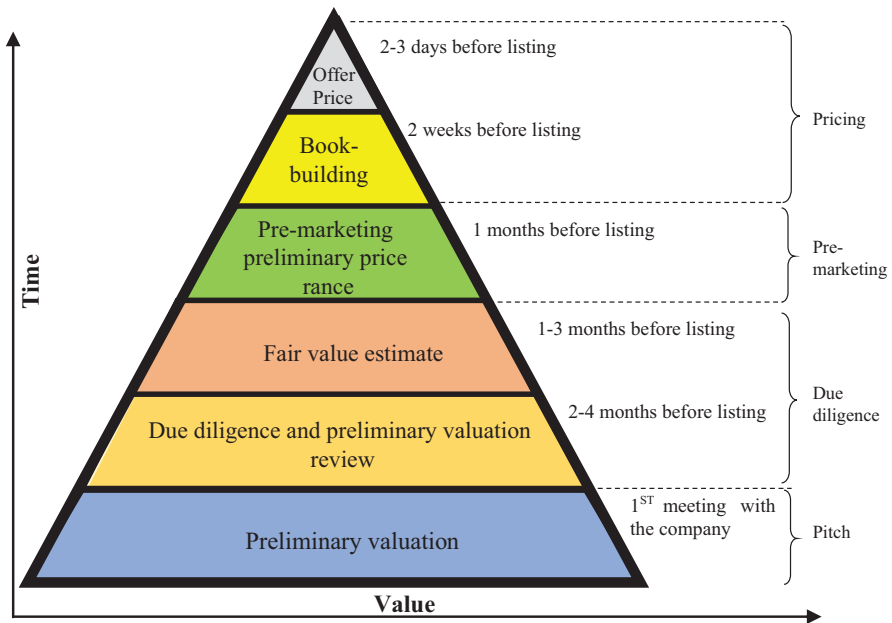 2-3 days before listing
Offer
Price
Pricing
2 weeks before listing
Book-
building
Pre-marketing
preliminary price
rance
1 months before listing
Pre-
marketing
Time
1-3 months before listing
Fair value estimate
Due
diligence
2-4 months before listing
Due diligence and preliminary valuation
review
1ST meeting with
the company
Pitch
Preliminary valuation
Value